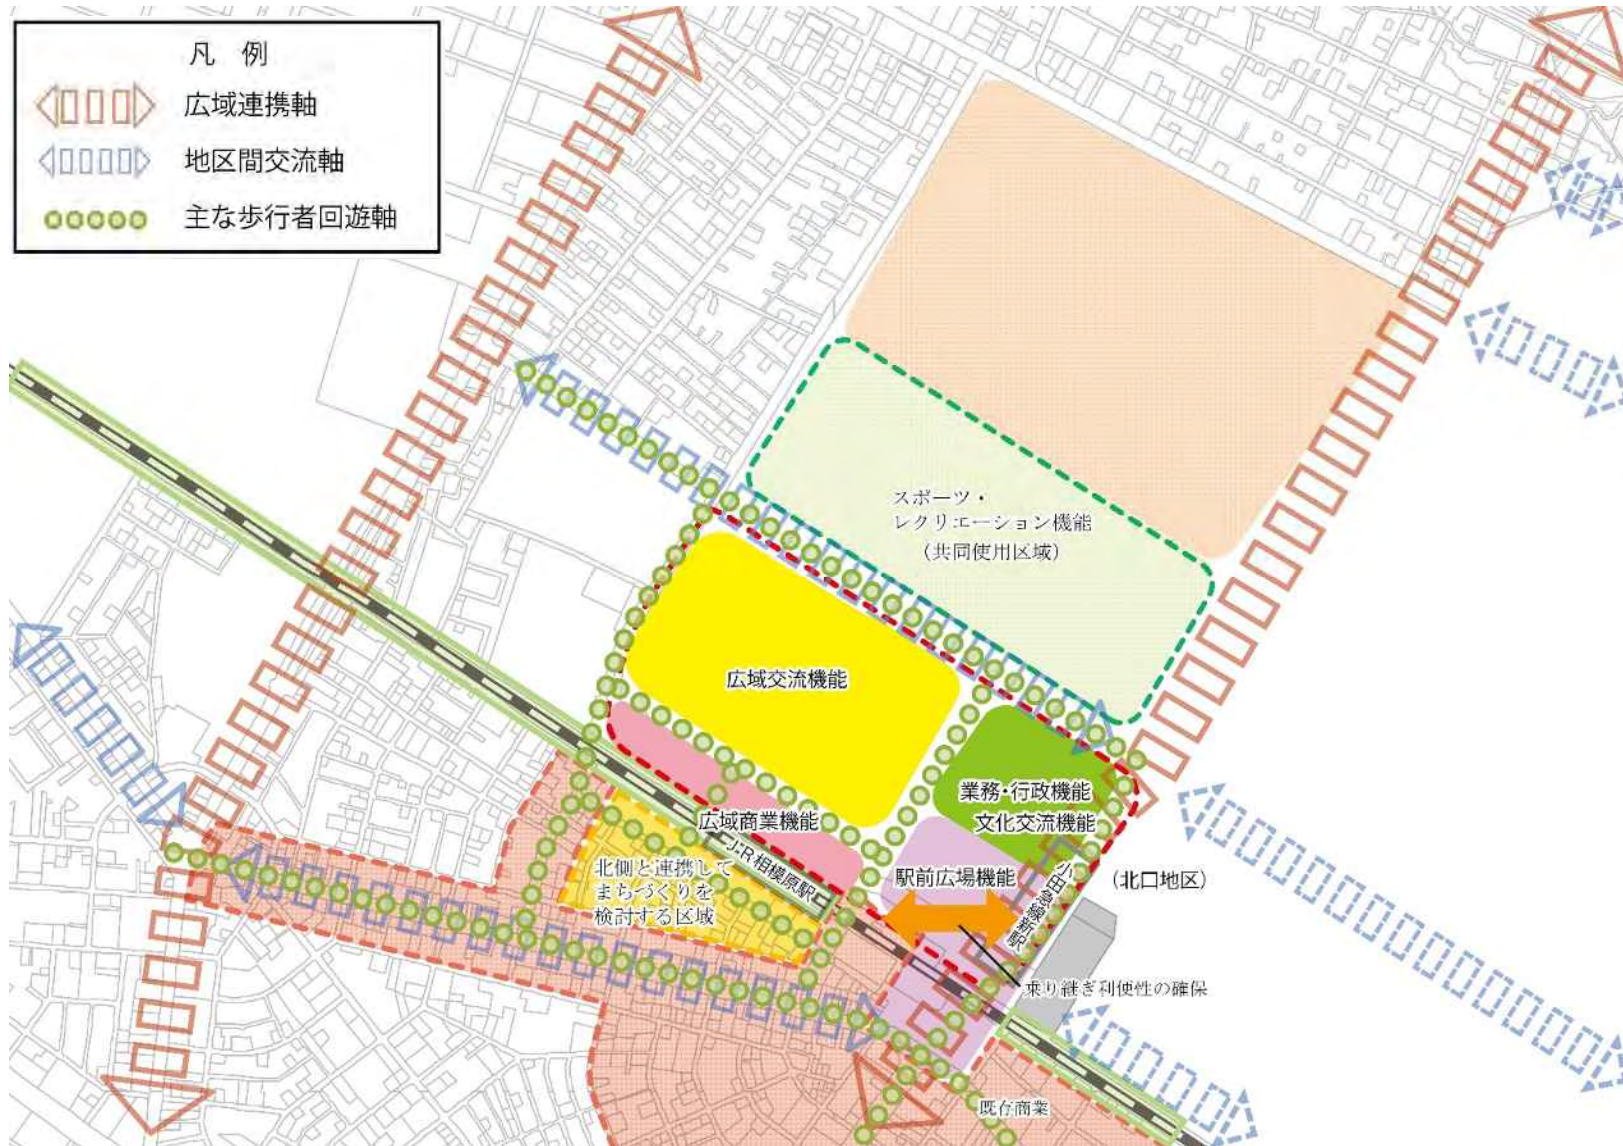 凡 例
広域連携軸
地区間交流軸
主な歩行者回遊軸
スポーツ・
レクリエーション機能
(共同使用区域)
広域交流機能
業務・行政機能
文化交流機能
広域商業機能
JR相模原駅
北側と連携して
まちづくりを
検討する区域
駅前広場機能
小田急線新駅
(北口地区)
乗り継ぎ利便性の確保
既存商業